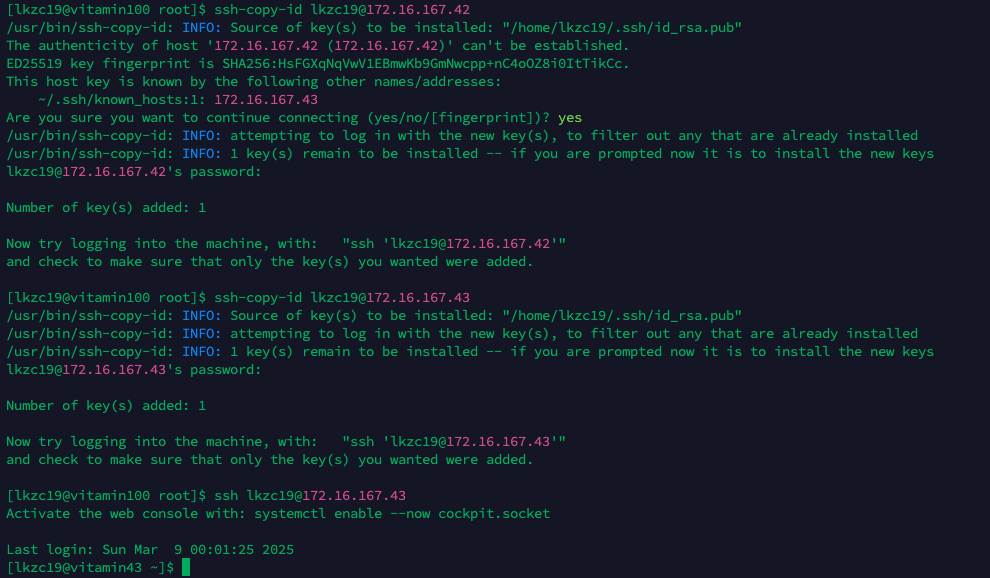 [lkzc19@vitamin100 root]$ ssh-copy-id lkzc19@172.16.167.42
/usr/bin/ssh-copy-id: INFO: Source of key(s) to be installed: "/home/lkzc19/.ssh/id_rsa.pub"
The authenticity of host '172.16.167.42 (172.16.167.42)' can't be established.
ED25519 key fingerprint is SHA256:HsFGXqNqVwV1EBmwKb9GmNwcpp+nC4oOZ8i0ItTikCc.
This host key is known by the following other names/addresses:
    ~/.ssh/known_hosts:1: 172.16.167.43
Are you sure you want to continue connecting (yes/no/[fingerprint])? yes
/usr/bin/ssh-copy-id: INFO: attempting to log in with the new key(s), to filter out any that are already installed
/usr/bin/ssh-copy-id: INFO: 1 key(s) remain to be installed -- if you are prompted now it is to install the new keys
lkzc19@172.16.167.42's password:

Number of key(s) added: 1

Now try logging into the machine, with:   "ssh 'lkzc19@172.16.167.42'"
and check to make sure that only the key(s) you wanted were added.

[lkzc19@vitamin100 root]$ ssh-copy-id lkzc19@172.16.167.43
/usr/bin/ssh-copy-id: INFO: Source of key(s) to be installed: "/home/lkzc19/.ssh/id_rsa.pub"
/usr/bin/ssh-copy-id: INFO: attempting to log in with the new key(s), to filter out any that are already installed
/usr/bin/ssh-copy-id: INFO: 1 key(s) remain to be installed -- if you are prompted now it is to install the new keys
lkzc19@172.16.167.43's password:

Number of key(s) added: 1

Now try logging into the machine, with:   "ssh 'lkzc19@172.16.167.43'"
and check to make sure that only the key(s) you wanted were added.

[lkzc19@vitamin100 root]$ ssh lkzc19@172.16.167.43
Activate the web console with: systemctl enable --now cockpit.socket

Last login: Sun Mar  9 00:01:25 2025
[lkzc19@vitamin43 ~]$